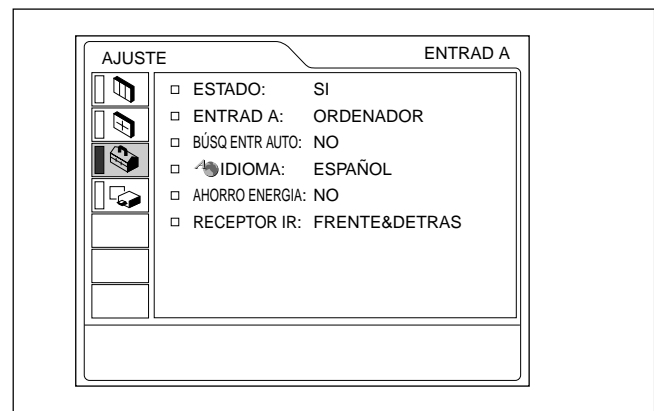 AJUSTE ENTRAD A
ESTADO: SI
ENTRAD A: ORDENADOR
BÚSQ ENTR AUTO: NO
IDIOMA: ESPAÑOL
AHORRO ENERGIA: NO
RECEPTOR IR: FRENTE&DETRAS